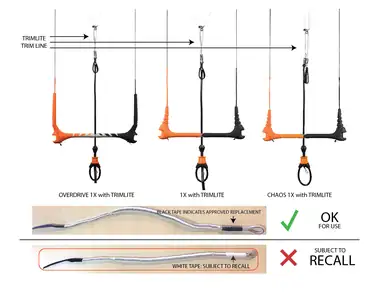 TRIMLITE
TRIM LINE
OVERDRIVE 1X with TRIMLITE
1X with TRIMLITE
CHAOS 1X with TRIMLITE
BLACK TAPE INDICATES APPROVED REPLACEMENT
OK
FOR USE
WHITE TAPE: SUBJECT TO RECALL
SUBJECT TO
RECALL